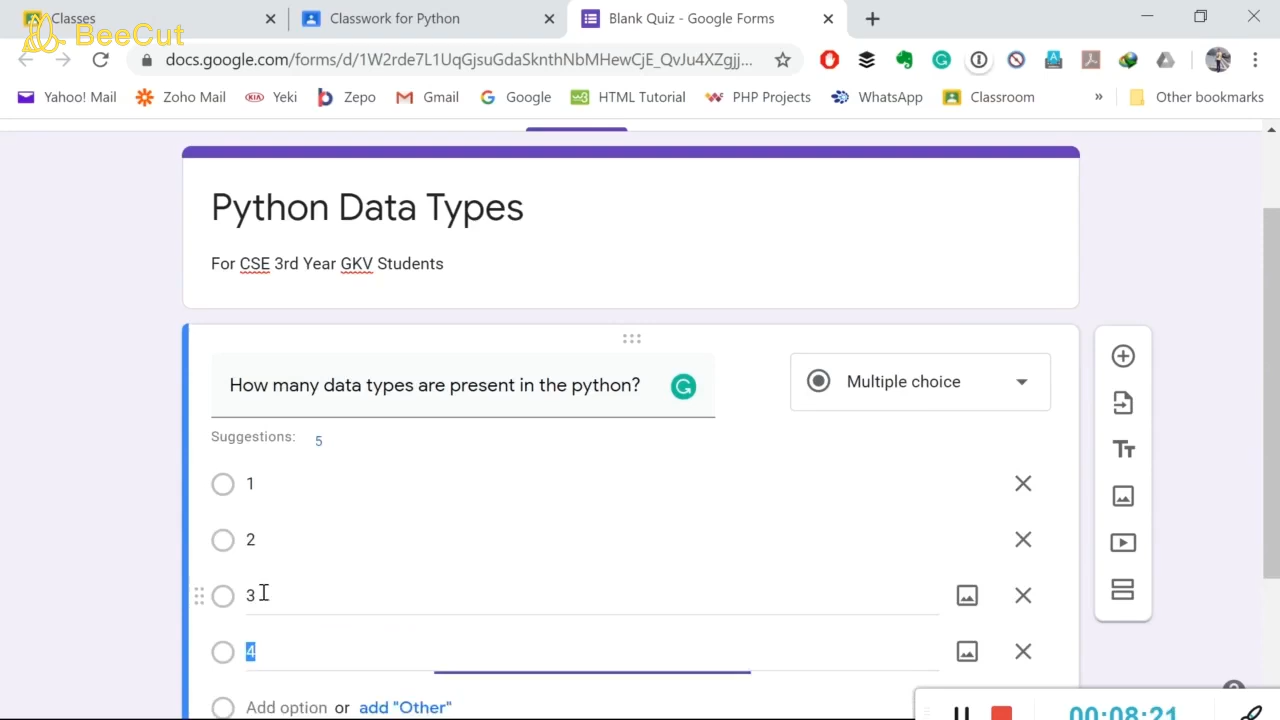 Classes
Classwork for Python
Blank Quiz - Google Forms
BeeCut
docs.google.com/forms/d/1W2rde7L1UqGjsuGdaSknthNbMHewCjE_QvJu4XZgjj...
Yahoo! Mail
Zoho Mail
Yeki
Zepo
Gmail
Google
HTML Tutorial
PHP Projects
WhatsApp
Classroom
»
Other bookmarks
Python Data Types
For CSE 3rd Year GKV Students
How many data types are present in the python?
Multiple choice
Suggestions: 5
1
2
3
4
Add option or add "Other"
00:08:21